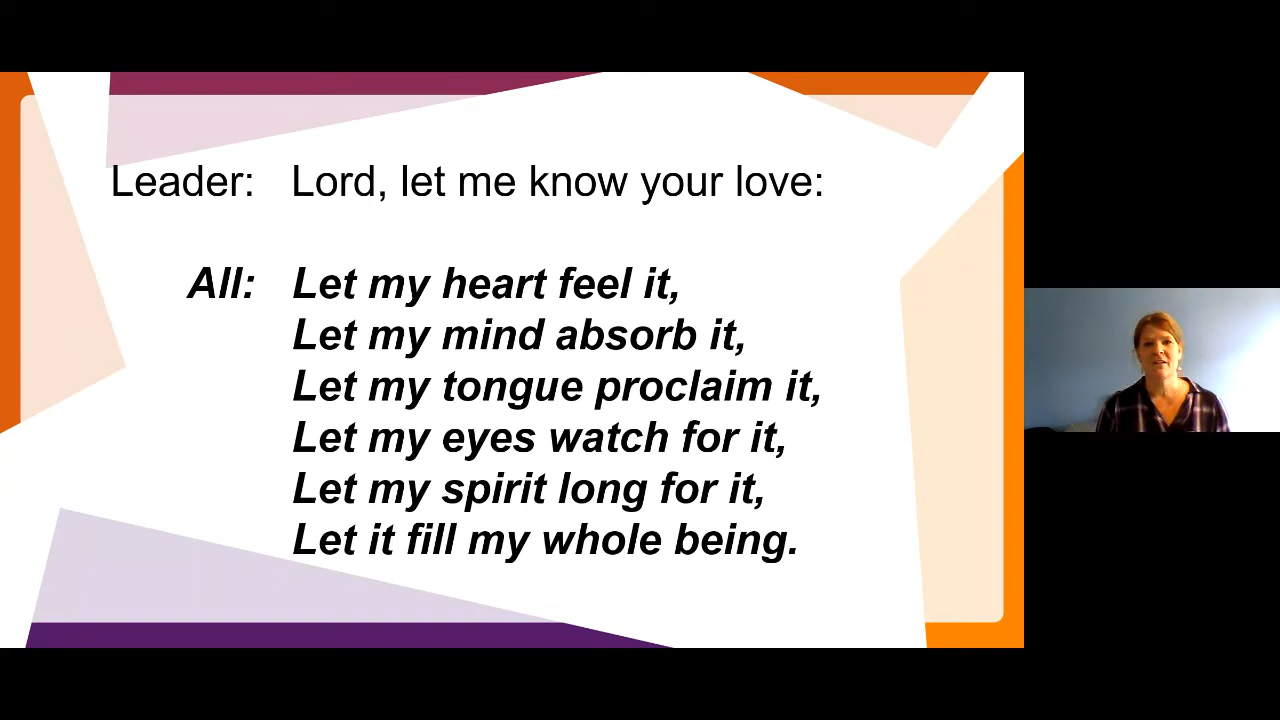 Leader: Lord, let me know your love:
All: Let my heart feel it,
Let my mind absorb it,
Let my tongue proclaim it,
Let my eyes watch for it,
Let my spirit long for it,
Let it fill my whole being.